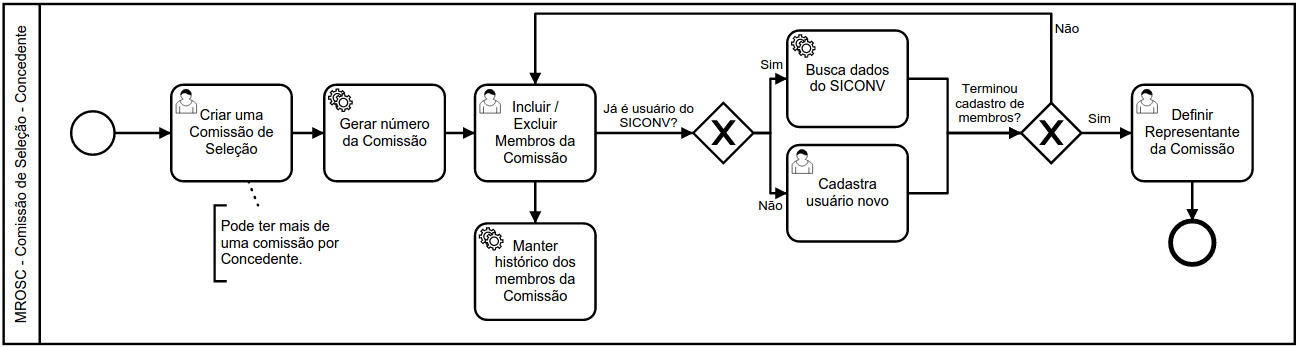 MROSC - Comissão de Seleção - Concedente
Criar uma
Comissão de
Seleção
Pode ter mais de
uma comissão por
Concedente.
Gerar número
da Comissão
Incluir /
Excluir
Membros da
Comissão
Manter
histórico dos
membros da
Comissão
Já é usuário do
SICONV?
Sim
Busca dados
do SICONV
Não
Cadastra
usuário novo
Terminou
cadastro de
membros?
Não
Sim
Definir
Representante
da Comissão